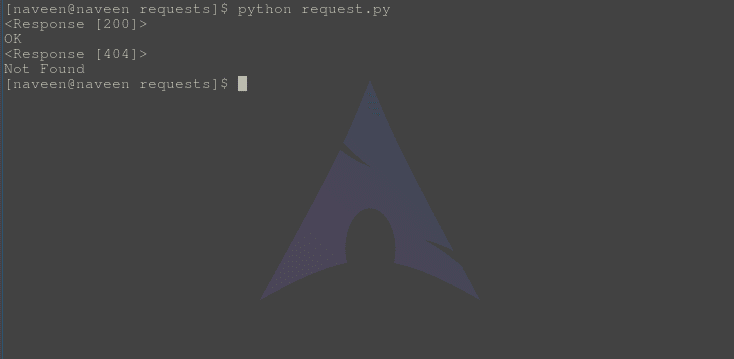 [naveen@naveen requests]$ python request.py
<Response [200]>
OK
<Response [404]>
Not Found
[naveen@naveen requests]$